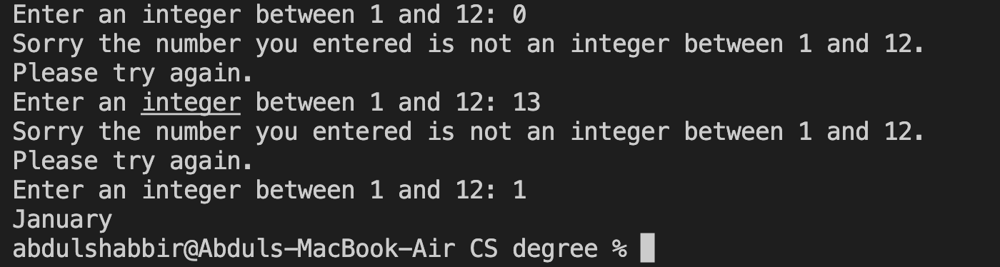 Enter an integer between 1 and 12: 0
Sorry the number you entered is not an integer between 1 and 12.
Please try again.
Enter an integer between 1 and 12: 13
Sorry the number you entered is not an integer between 1 and 12.
Please try again.
Enter an integer between 1 and 12: 1
January
abdulshabbir@Abduls-MacBook-Air CS degree %